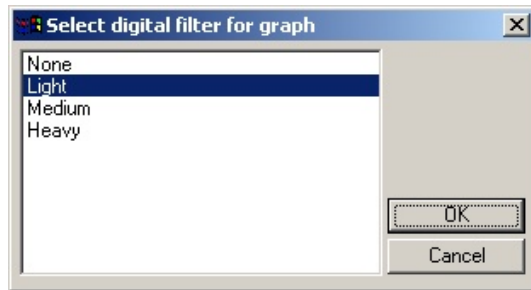 Select digital filter for graph
None
Light
Medium
Heavy
OK
Cancel